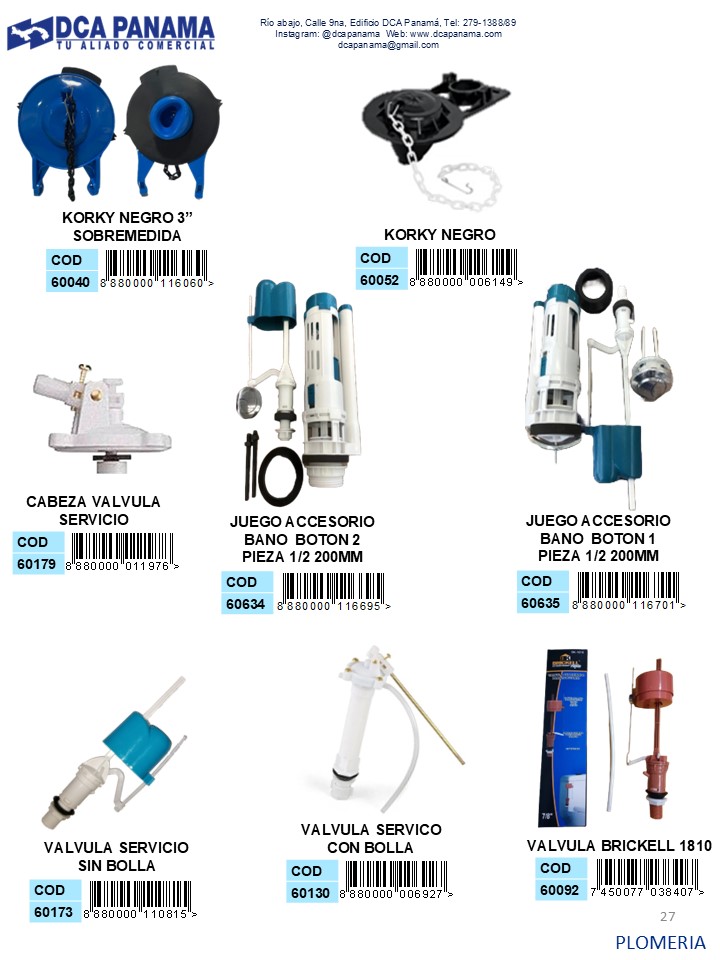 DCA PANAMA
TU ALIADO COMERCIAL
Río abajo, Calle 9na, Edificio DCA Panamá, Tel: 279-1388/89
Instagram: @dcapanama Web: www.dcapanama.com
dcapanama@gmail.com
KORKY NEGRO 3”
SOBREMEDIDA
COD
60040
8 880000 116060 >
KORKY NEGRO
COD
60052
8 880000 006149 >
CABEZA VALVULA
SERVICIO
COD
60179
8 880000 011976 >
JUEGO ACCESORIO
BANO BOTON 2
PIEZA 1/2 200MM
COD
60634
8 880000 116695 >
JUEGO ACCESORIO
BANO BOTON 1
PIEZA 1/2 200MM
COD
60635
8 880000 116701 >
VALVULA SERVICIO
SIN BOLLA
COD
60173
8 880000 110815 >
VALVULA SERVICO
CON BOLLA
COD
60130
8 880000 006927 >
BRICKELL
7/8"
VALVULA BRICKELL 1810
COD
60092
7 450077 038407 >
27
PLOMERIA